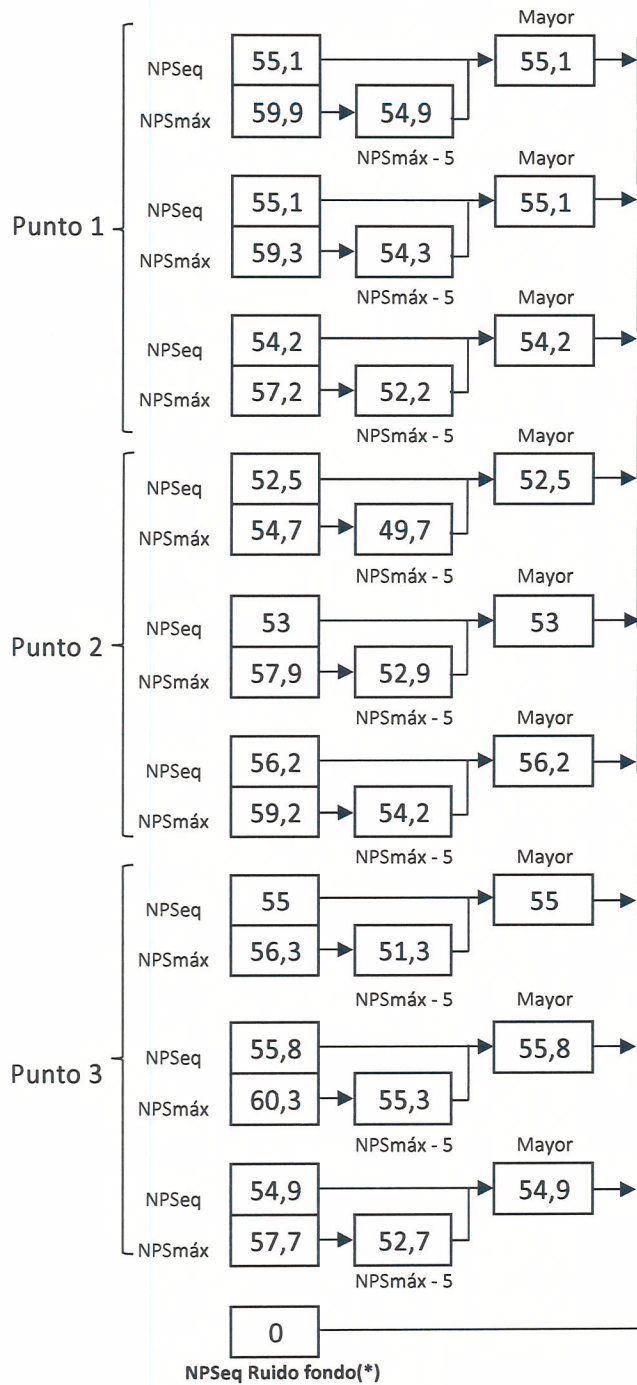 Mayor
NPSeq 55,1 55,1
NPSmáx 59,9 54,9
NPSmáx - 5 Mayor
NPSeq 55,1 55,1
Punto 1
NPSmáx 59,3 54,3
NPSmáx - 5 Mayor
NPSeq 54,2 54,2
NPSmáx 57,2 52,2
NPSmáx - 5 Mayor
NPSeq 52,5 52,5
NPSmáx 54,7 49,7
NPSmáx - 5 Mayor
NPSeq 53 53
Punto 2
NPSmáx 57,9 52,9
NPSmáx - 5 Mayor
NPSeq 56,2 56,2
NPSmáx 59,2 54,2
NPSmáx - 5 Mayor
NPSeq 55 55
NPSmáx 56,3 51,3
NPSmáx - 5 Mayor
NPSeq 55,8 55,8
Punto 3
NPSmáx 60,3 55,3
NPSmáx - 5 Mayor
NPSeq 54,9 54,9
NPSmáx 57,7 52,7
NPSmáx - 5
0
NPSeq Ruido fondo(*)